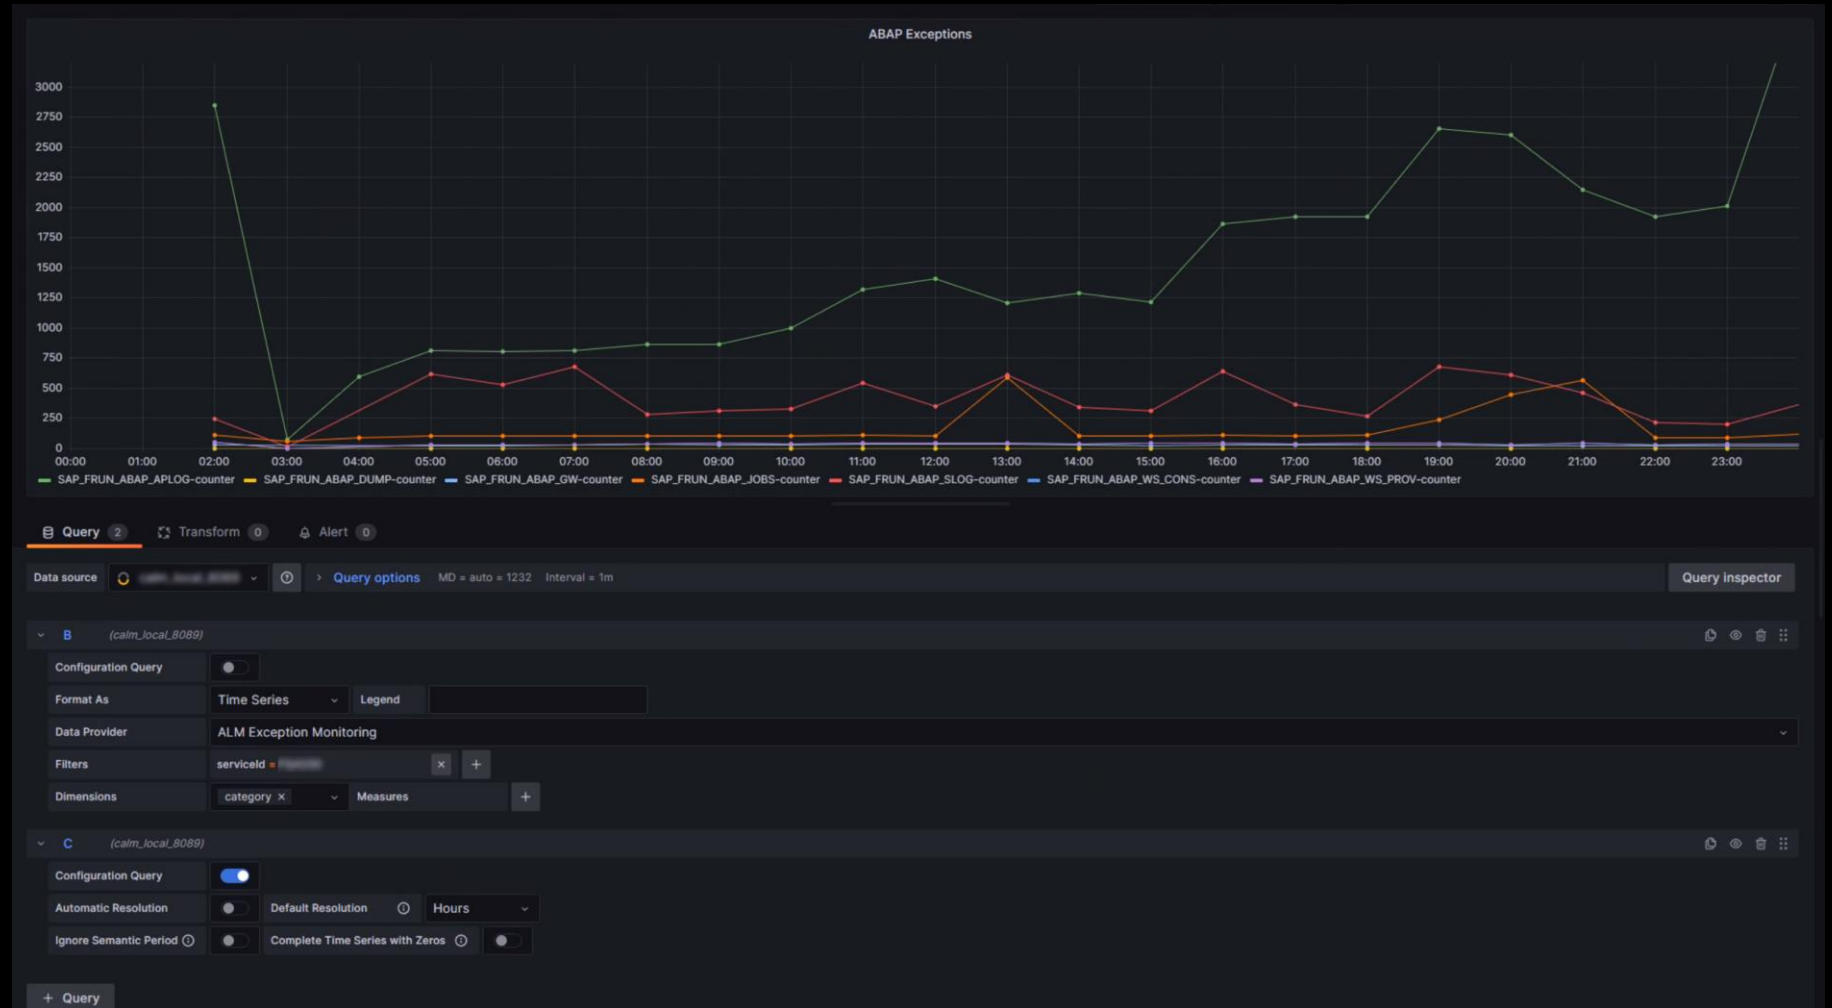 ABAP Exceptions
3000
2750
2500
2250
2000
1750
1500
1250
1000
750
500
250
0
00:00 01:00 02:00 03:00 04:00 05:00 06:00 07:00 08:00 09:00 10:00 11:00 12:00 13:00 14:00 15:00 16:00 17:00 18:00 19:00 20:00 21:00 22:00 23:00
SAP_FRUN_ABAP_APLOG-counter SAP_FRUN_ABAP_DUMP-counter SAP_FRUN_ABAP_GW-counter SAP_FRUN_ABAP_JOBS-counter SAP_FRUN_ABAP_SLOG-counter SAP_FRUN_ABAP_WS_CONS-counter SAP_FRUN_ABAP_WS_PROV-counter
Query 2 Transform 0 Alert 0
Data source Query options MD = auto = 1232 Interval = 1m Query inspector
B (calm_local_8089)
Configuration Query
Format As Time Series Legend
Data Provider ALM Exception Monitoring
Filters serviceId =
Dimensions category × Measures +
C (calm_local_8089)
Configuration Query
Automatic Resolution Default Resolution Hours
Ignore Semantic Period Complete Time Series with Zeros
+ Query